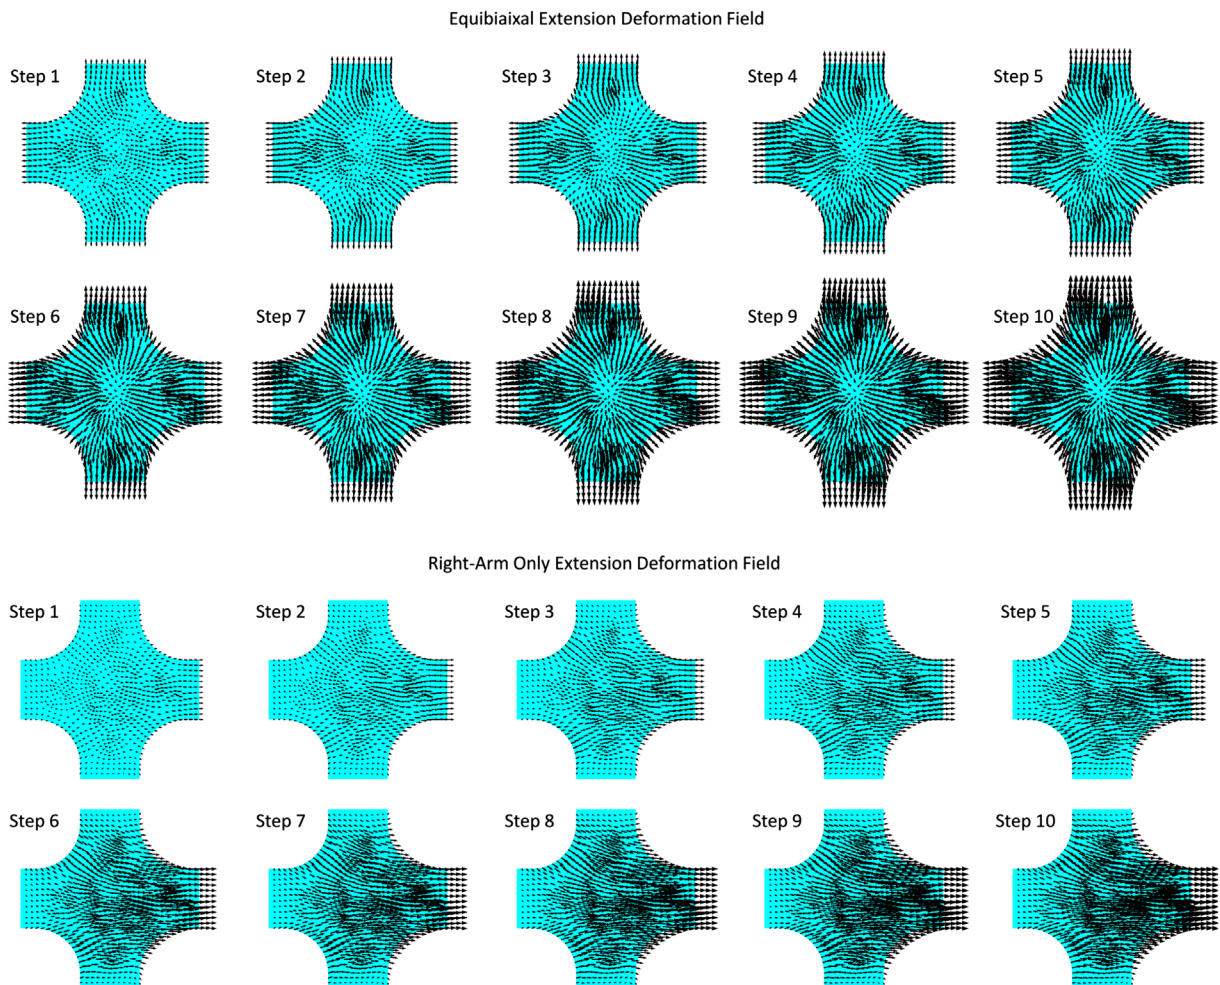 Equibiaixal Extension Deformation Field
Step 1
Step 2
Step 3
Step 4
Step 5
Step 6
Step 7
Step 8
Step 9
Step 10
Right-Arm Only Extension Deformation Field
Step 1
Step 2
Step 3
Step 4
Step 5
Step 6
Step 7
Step 8
Step 9
Step 10